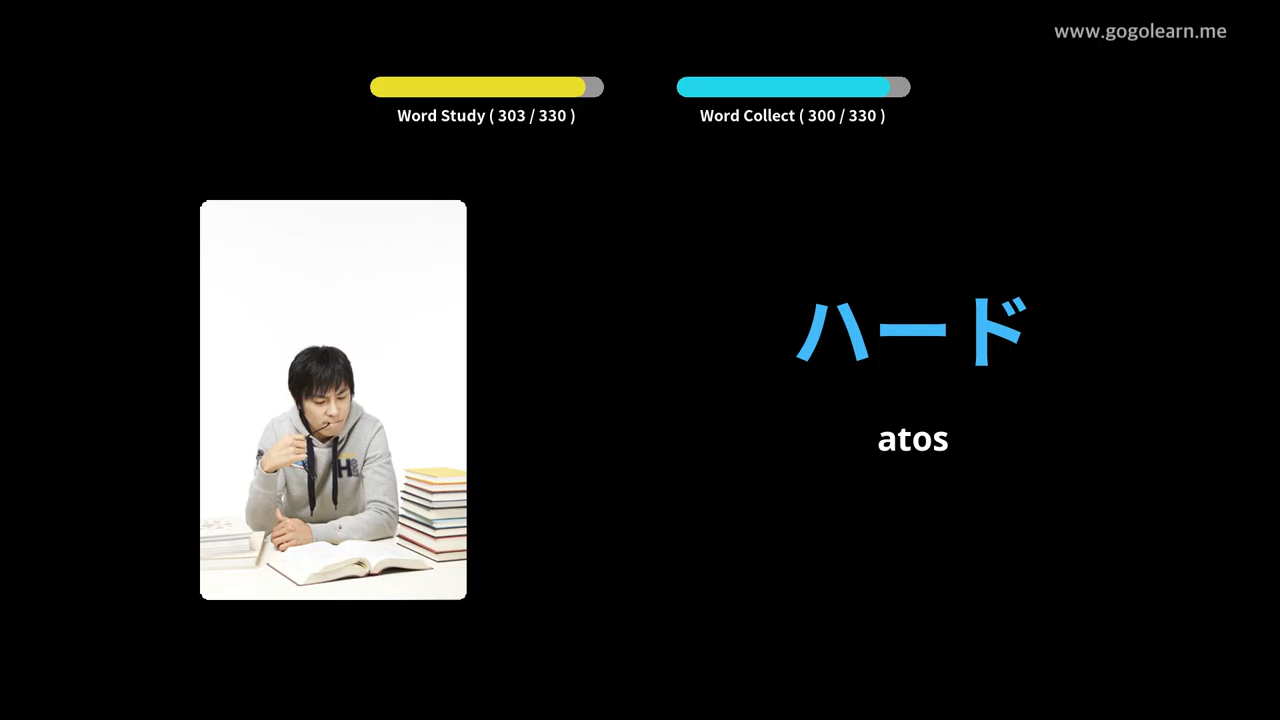 www.gogolearn.me
Word Study ( 303 / 330 )
Word Collect ( 300 / 330 )
ハード
atos
H